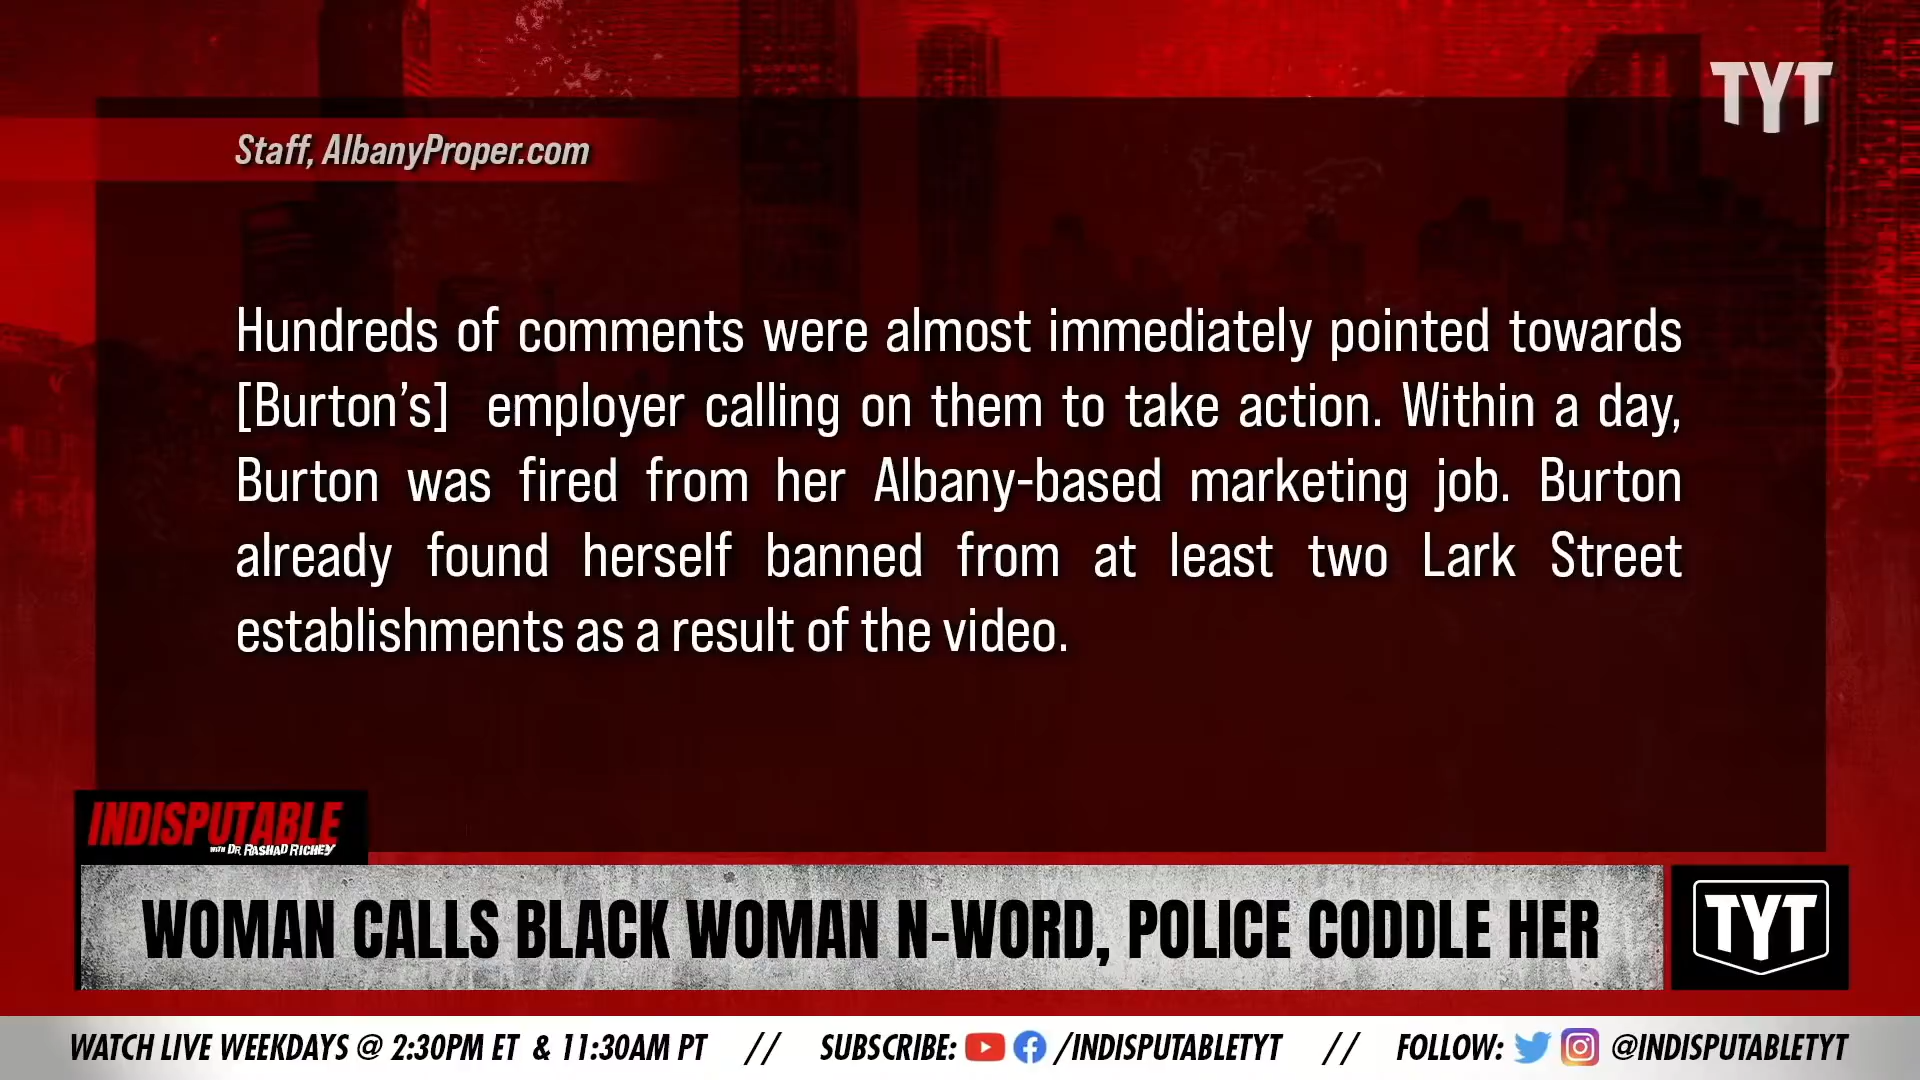 TYT
Staff, AlbanyProper.com
Hundreds of comments were almost immediately pointed towards
[Burton’s] employer calling on them to take action. Within a day,
Burton was fired from her Albany-based marketing job. Burton
already found herself banned from at least two Lark Street
establishments as a result of the video.
INDISPUTABLE
WITH DR RASHAD RICHEY
WOMAN CALLS BLACK WOMAN N-WORD, POLICE CODDLE HER
TYT
WATCH LIVE WEEKDAYS @ 2:30PM ET & 11:30AM PT // SUBSCRIBE: /INDISPUTABLETYT // FOLLOW: @INDISPUTABLETYT